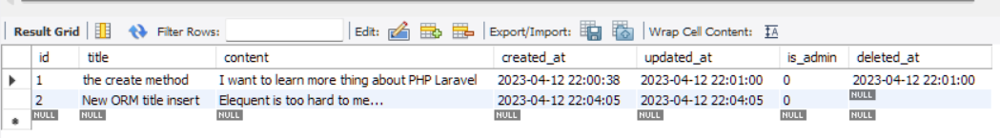 Result Grid Filter Rows: Edit: Export/Import: Wrap Cell Content: IA
id title content created_at updated_at is_admin deleted_at
1 the create method I want to learn more thing about PHP Laravel 2023-04-12 22:00:38 2023-04-12 22:01:00 0 2023-04-12 22:01:00
2 New ORM title insert Elequent is too hard to me... 2023-04-12 22:04:05 2023-04-12 22:04:05 0 NULL
NULL NULL NULL NULL NULL NULL NULL